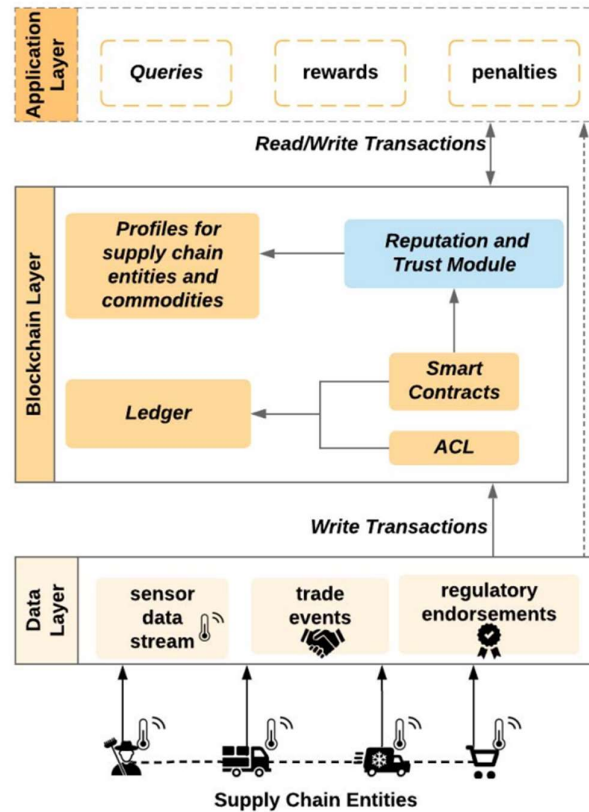 Application
Layer
Queries
rewards
penalties
Read/Write Transactions
Blockchain Layer
Profiles for
supply chain
entities and
commodities
Reputation and
Trust Module
Smart
Contracts
Ledger
ACL
Write Transactions
Data
Layer
sensor
data
stream
trade
events
regulatory
endorsements
Supply Chain Entities